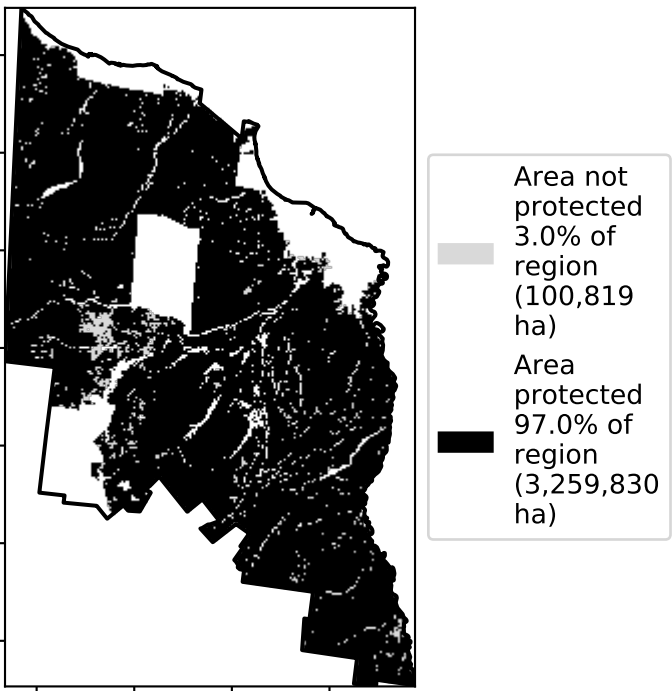 Area not
protected
3.0% of
region
(100,819
ha)
Area
protected
97.0% of
region
(3,259,830
ha)